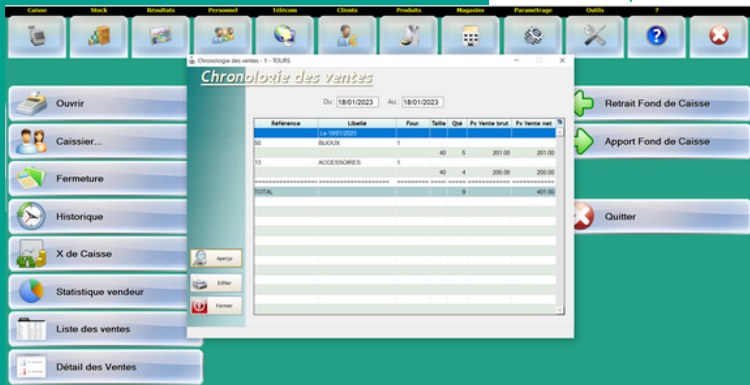 Caisse Stock Résultats Personnel Télécom Clients Produits Magasins Paramétrage Outils ?
Chronologie des ventes - 1 - TOURS
Chronologie des ventes
Du 18/01/2023 Au 18/01/2023
Référence Libellé Four. Taille Qté Px Vente brut Px Vente net
Le 18/01/2023
50 BIJOUX 1
40 5 201.00 201.00
13 ACCESSOIRES 1
40 4 200.00 200.00
TOTAL 9 401.00
Aperçu
Editer
Fermer
Ouvrir
Caissier...
Fermeture
Historique
X de Caisse
Statistique vendeur
Liste des ventes
Détail des Ventes
Retrait Fond de Caisse
Apport Fond de Caisse
Quitter